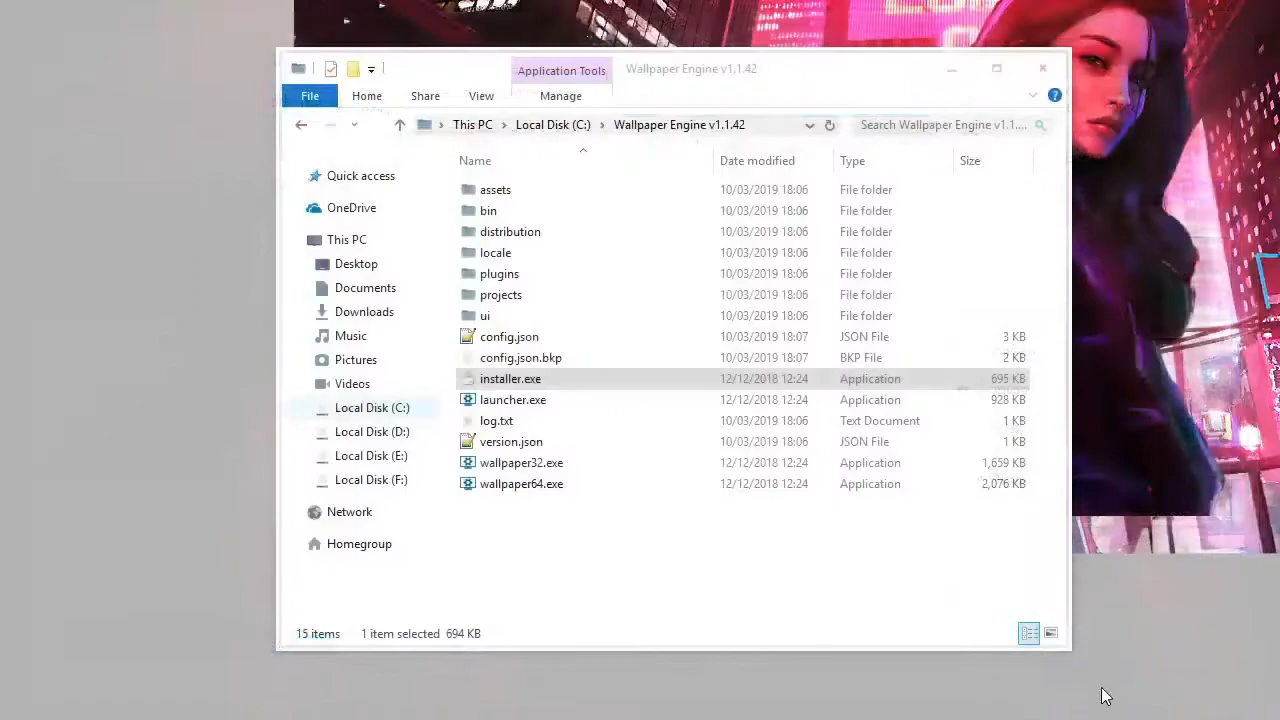 Application Tools
Wallpaper Engine v1.1.42
File
Home
Share
View
Manage
This PC
Local Disk (C:)
Wallpaper Engine v1.1.42
Search Wallpaper Engine v1.1....
Name
Date modified
Type
Size
Quick access
OneDrive
This PC
Desktop
Documents
Downloads
Music
Pictures
Videos
Local Disk (C:)
Local Disk (D:)
Local Disk (E:)
Local Disk (F:)
Network
Homegroup
assets 10/03/2019 18:06 File folder
bin 10/03/2019 18:06 File folder
distribution 10/03/2019 18:06 File folder
locale 10/03/2019 18:06 File folder
plugins 10/03/2019 18:06 File folder
projects 10/03/2019 18:06 File folder
ui 10/03/2019 18:06 File folder
config.json 10/03/2019 18:07 JSON File 3 KB
config.json.bkp 10/03/2019 18:07 BKP File 2 KB
installer.exe 12/12/2018 12:24 Application 695 KB
launcher.exe 12/12/2018 12:24 Application 928 KB
log.txt 10/03/2019 18:06 Text Document 1 KB
version.json 10/03/2019 18:06 JSON File 1 KB
wallpaper32.exe 12/12/2018 12:24 Application 1,659 KB
wallpaper64.exe 12/12/2018 12:24 Application 2,076 KB
15 items 1 item selected 694 KB